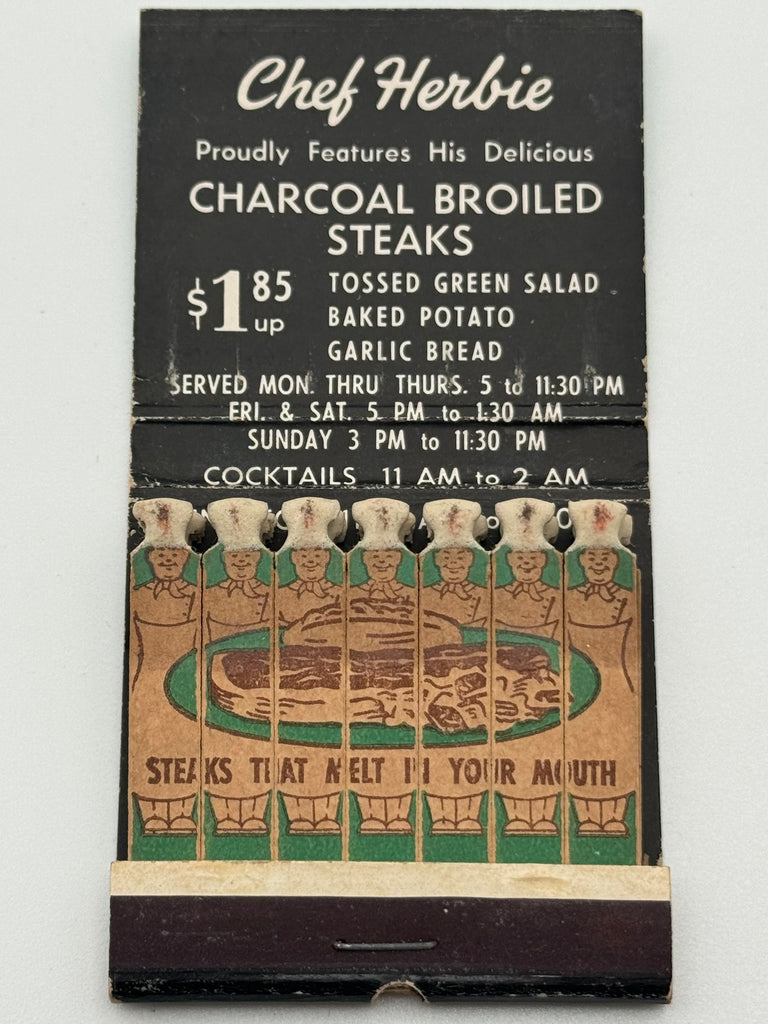 Chef Herbie
Proudly Features His Delicious
CHARCOAL BROILED
STEAKS
$1.85 up
TOSSED GREEN SALAD
BAKED POTATO
GARLIC BREAD
SERVED MON. THRU THURS. 5 to 11:30 PM
FRI. & SAT. 5 PM to 1:30 AM
SUNDAY 3 PM to 11:30 PM
COCKTAILS 11 AM to 2 AM
STEAKS THAT MELT IN YOUR MOUTH